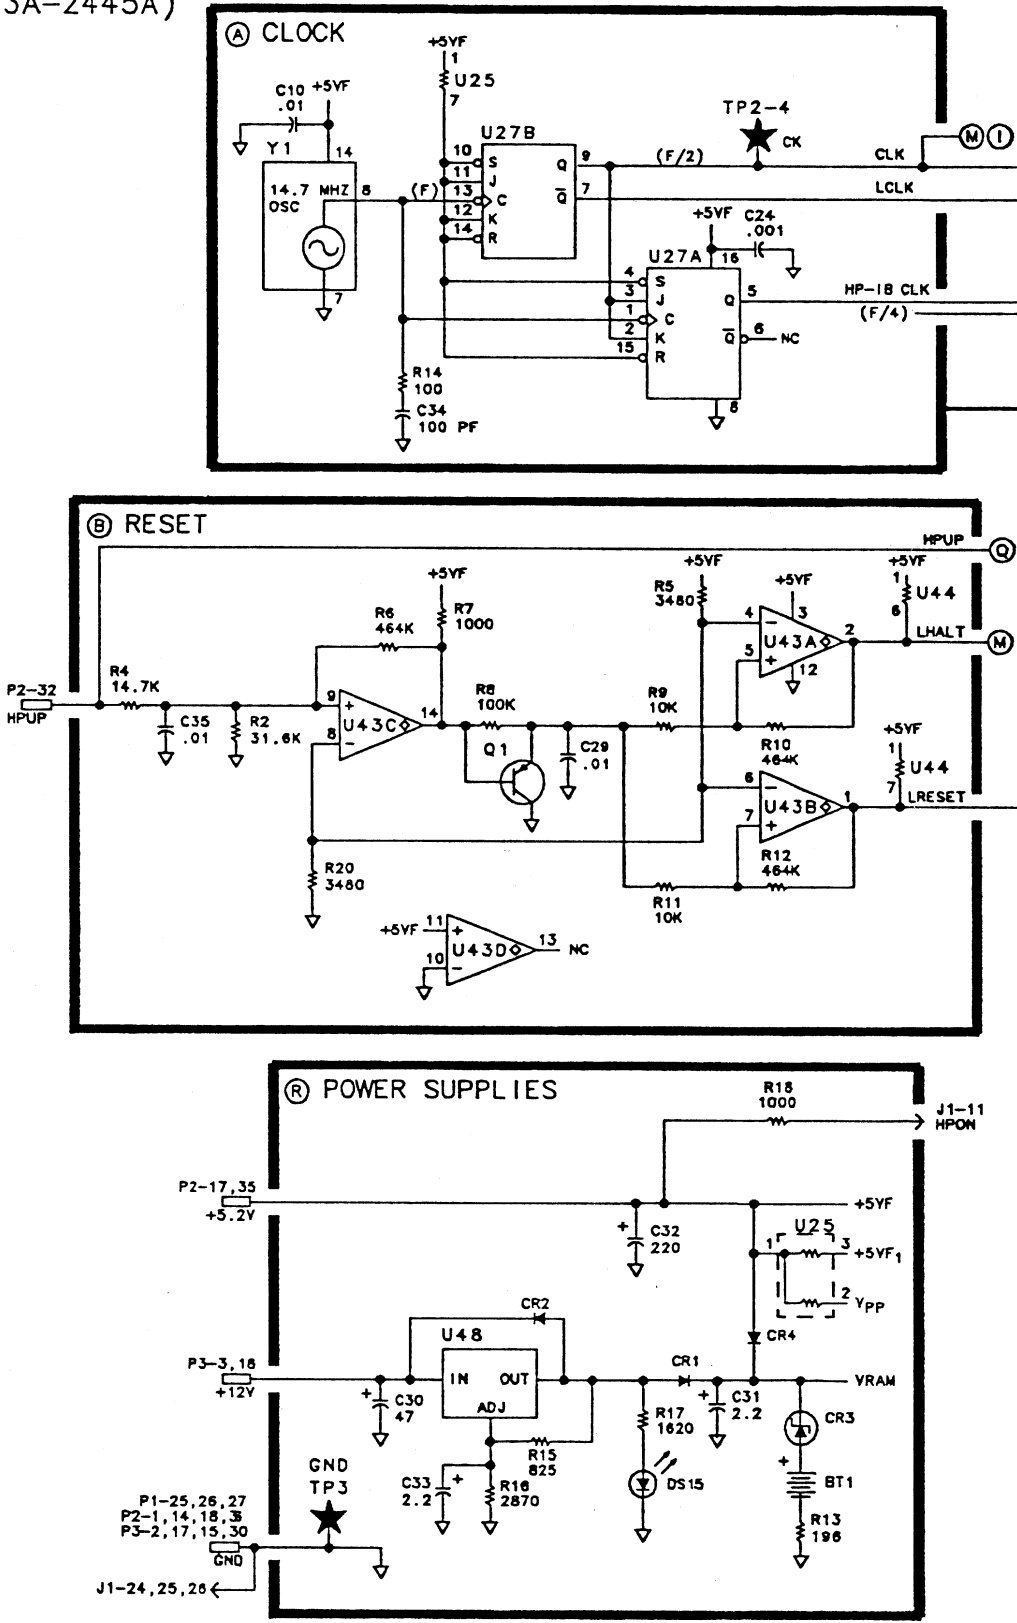 3A-2445A)
A CLOCK
+5VF
1
U25
7
C10
.01
+5VF
Y1
14
14.7 MHZ
OSC
8
7
(F)
U27B
10 S
11 J
13 C
12 K
14 R
Q 9
Q 7
(F/2)
TP2-4
CK
CLK
M I
LCLK
+5VF
C24
.001
U27A
16
4 S
3 J
1 C
2 K
15 R
Q 5
Q 6
NC
8
HP-IB CLK
(F/4)
R14
100
C34
100 PF
B RESET
HPUP
Q
+5VF
R6
464K
R7
1000
+5VF
R5
3480
+5VF
3
+5VF
1
U44
6
4 -
U43A
5 +
2
12
LHALT
M
P2-32
HPUP
R4
14.7K
C35
.01
R2
31.6K
9 +
U43C
8 -
14
R8
100K
Q1
C29
.01
R9
10K
R10
464K
+5VF
1
U44
7
6 -
U43B
7 +
1
LRESET
R20
3480
R12
464K
R11
10K
+5VF
11 +
U43D
10 -
13
NC
R POWER SUPPLIES
R18
1000
J1-11
HPON
P2-17,35
+5.2V
+5VF
+
C32
220
U25
1
3
+5VF1
2
VPP
CR2
U48
CR4
P3-3,18
+12V
+
C30
47
IN OUT
ADJ
CR1
+
C31
2.2
VRAM
R17
1620
CR3
R15
825
C33
2.2
+
R16
2870
DS15
+
BT1
R13
196
GND
TP3
P1-25,26,27
P2-1,14,18,3
P3-2,17,15,30
GND
J1-24,25,26